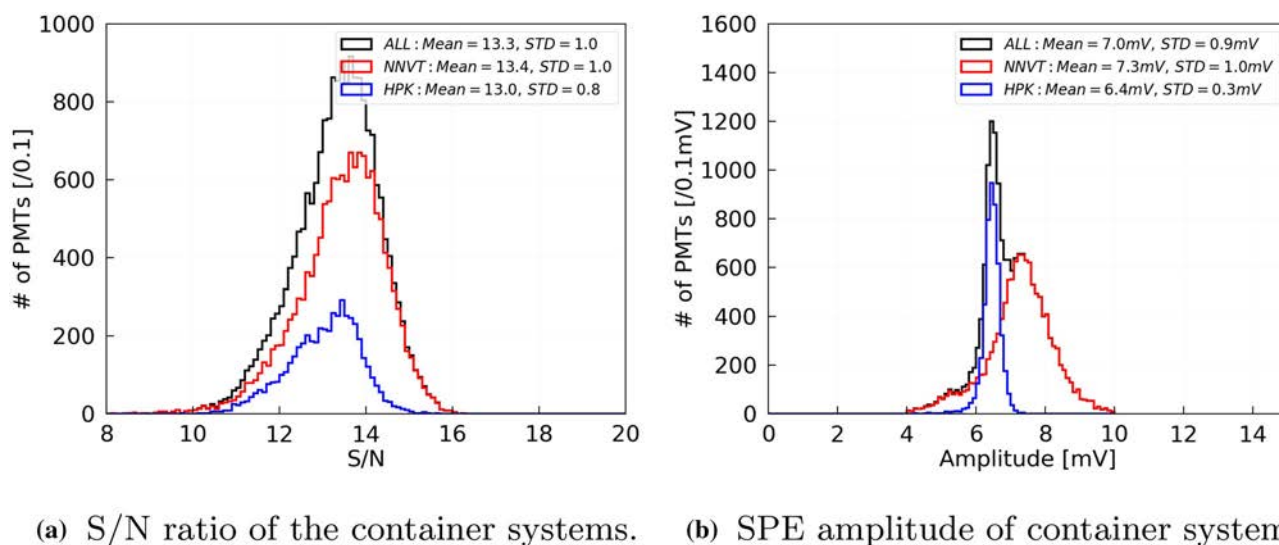 1000
800
600
400
200
0
# of PMTs [/0.1]
ALL : Mean = 13.3, STD = 1.0
NNVT : Mean = 13.4, STD = 1.0
HPK : Mean = 13.0, STD = 0.8
8 10 12 14 16 18 20
S/N
(a) S/N ratio of the container systems.
1600
1400
1200
1000
800
600
400
200
0
# of PMTs [/0.1mV]
ALL : Mean = 7.0mV, STD = 0.9mV
NNVT : Mean = 7.3mV, STD = 1.0mV
HPK : Mean = 6.4mV, STD = 0.3mV
0 2 4 6 8 10 12 14
Amplitude [mV]
(b) SPE amplitude of container system